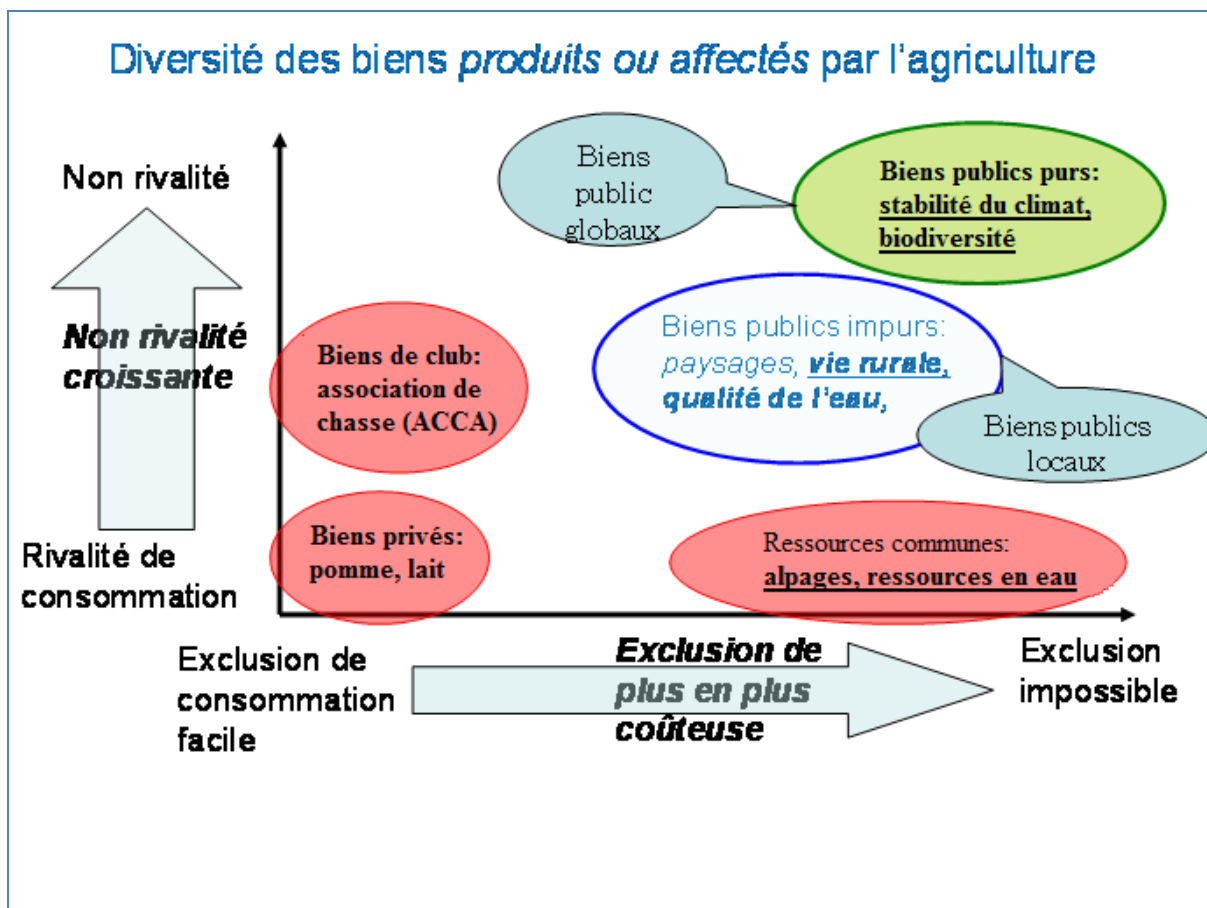 Diversité des biens produits ou affectés par l'agriculture
Non rivalité
Non rivalité
croissante
Rivalité de
consommation
Biens
public
globaux
Biens publics purs:
stabilité du climat,
biodiversité
Biens de club:
association de
chasse (ACCA)
Biens publics impurs:
paysages, vie rurale,
qualité de l'eau,
Biens publics
locaux
Biens privés:
pomme, lait
Ressources communes:
alpages, ressources en eau
Exclusion de
consommation
facile
Exclusion de
plus en plus
coûteuse
Exclusion
impossible